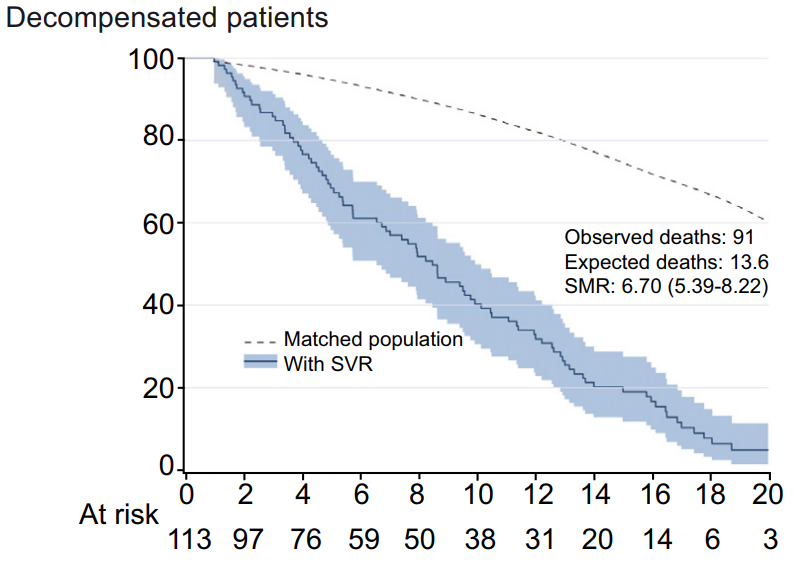 Decompensated patients
100
80
60
40
20
0
Observed deaths: 91
Expected deaths: 13.6
SMR: 6.70 (5.39-8.22)
Matched population
With SVR
0 2 4 6 8 10 12 14 16 18 20
At risk
113 97 76 59 50 38 31 20 14 6 3